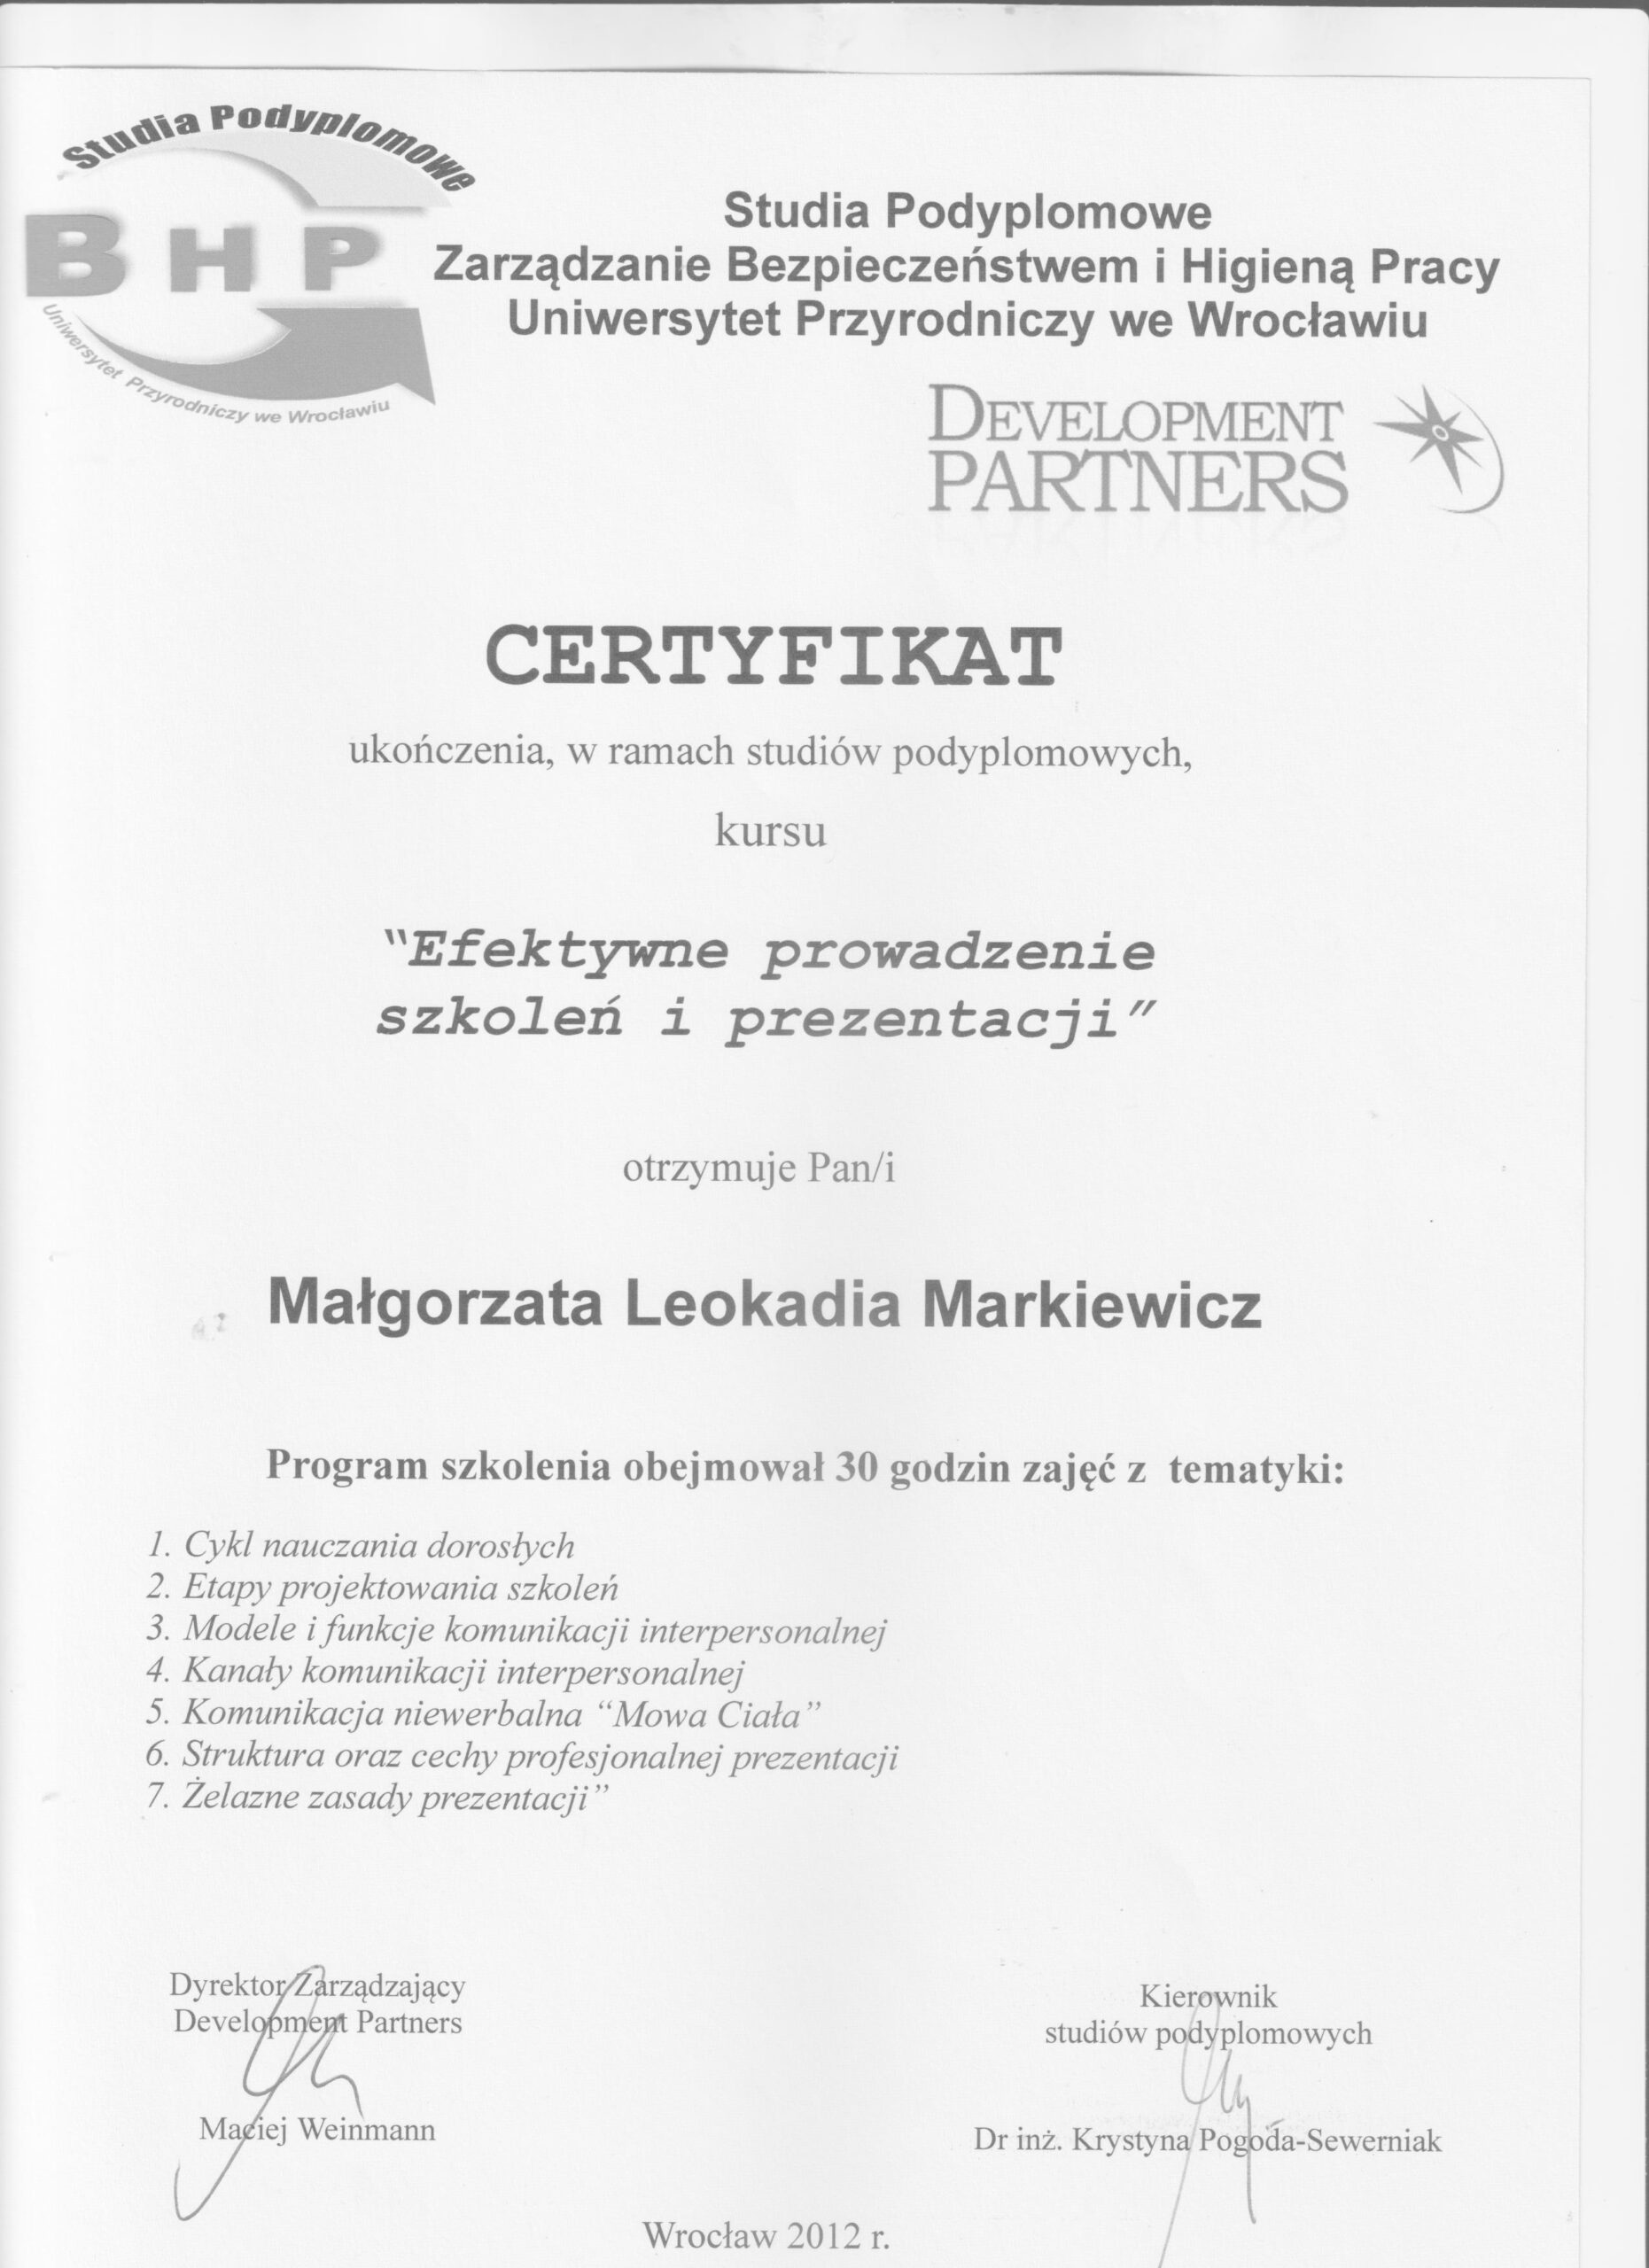 Studia Podyplomowe
BHP
Uniwersytet Przyrodniczy we Wrocławiu
Studia Podyplomowe
Zarządzanie Bezpieczeństwem i Higieną Pracy
Uniwersytet Przyrodniczy we Wrocławiu
DEVELOPMENT
PARTNERS
CERTYFIKAT
ukończenia, w ramach studiów podyplomowych,
kursu
"Efektywne prowadzenie
szkoleń i prezentacji"
otrzymuje Pan/i
Małgorzata Leokadia Markiewicz
Program szkolenia obejmował 30 godzin zajęć z tematyki:
1. Cykl nauczania dorosłych
2. Etapy projektowania szkoleń
3. Modele i funkcje komunikacji interpersonalnej
4. Kanały komunikacji interpersonalnej
5. Komunikacja niewerbalna “Mowa Ciała”
6. Struktura oraz cechy profesjonalnej prezentacji
7. Żelazne zasady prezentacji”
Dyrektor Zarządzający
Development Partners
Maciej Weinmann
Kierownik
studiów podyplomowych
Dr inż. Krystyna Pogoda-Sewerniak
Wrocław 2012 r.